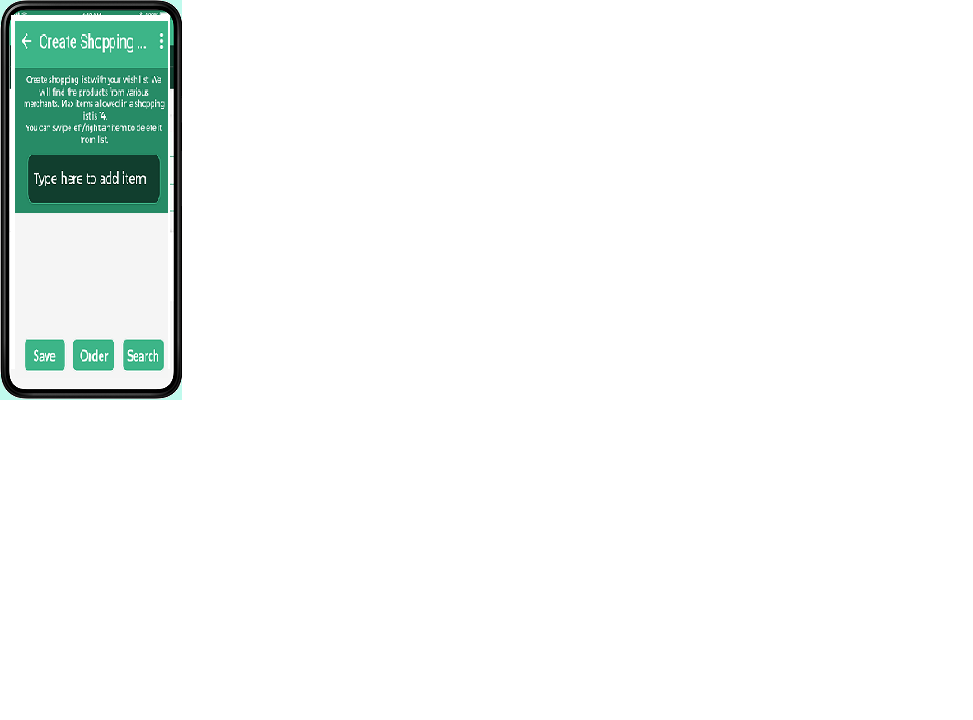 Create Shopping ...
Create shopping list with your wish list. We
will find the products from various
merchants. Max items allowed in a shopping
list is 14.
You can swipe left/right an item to delete it
from list.
Type here to add item
Save
Order
Search